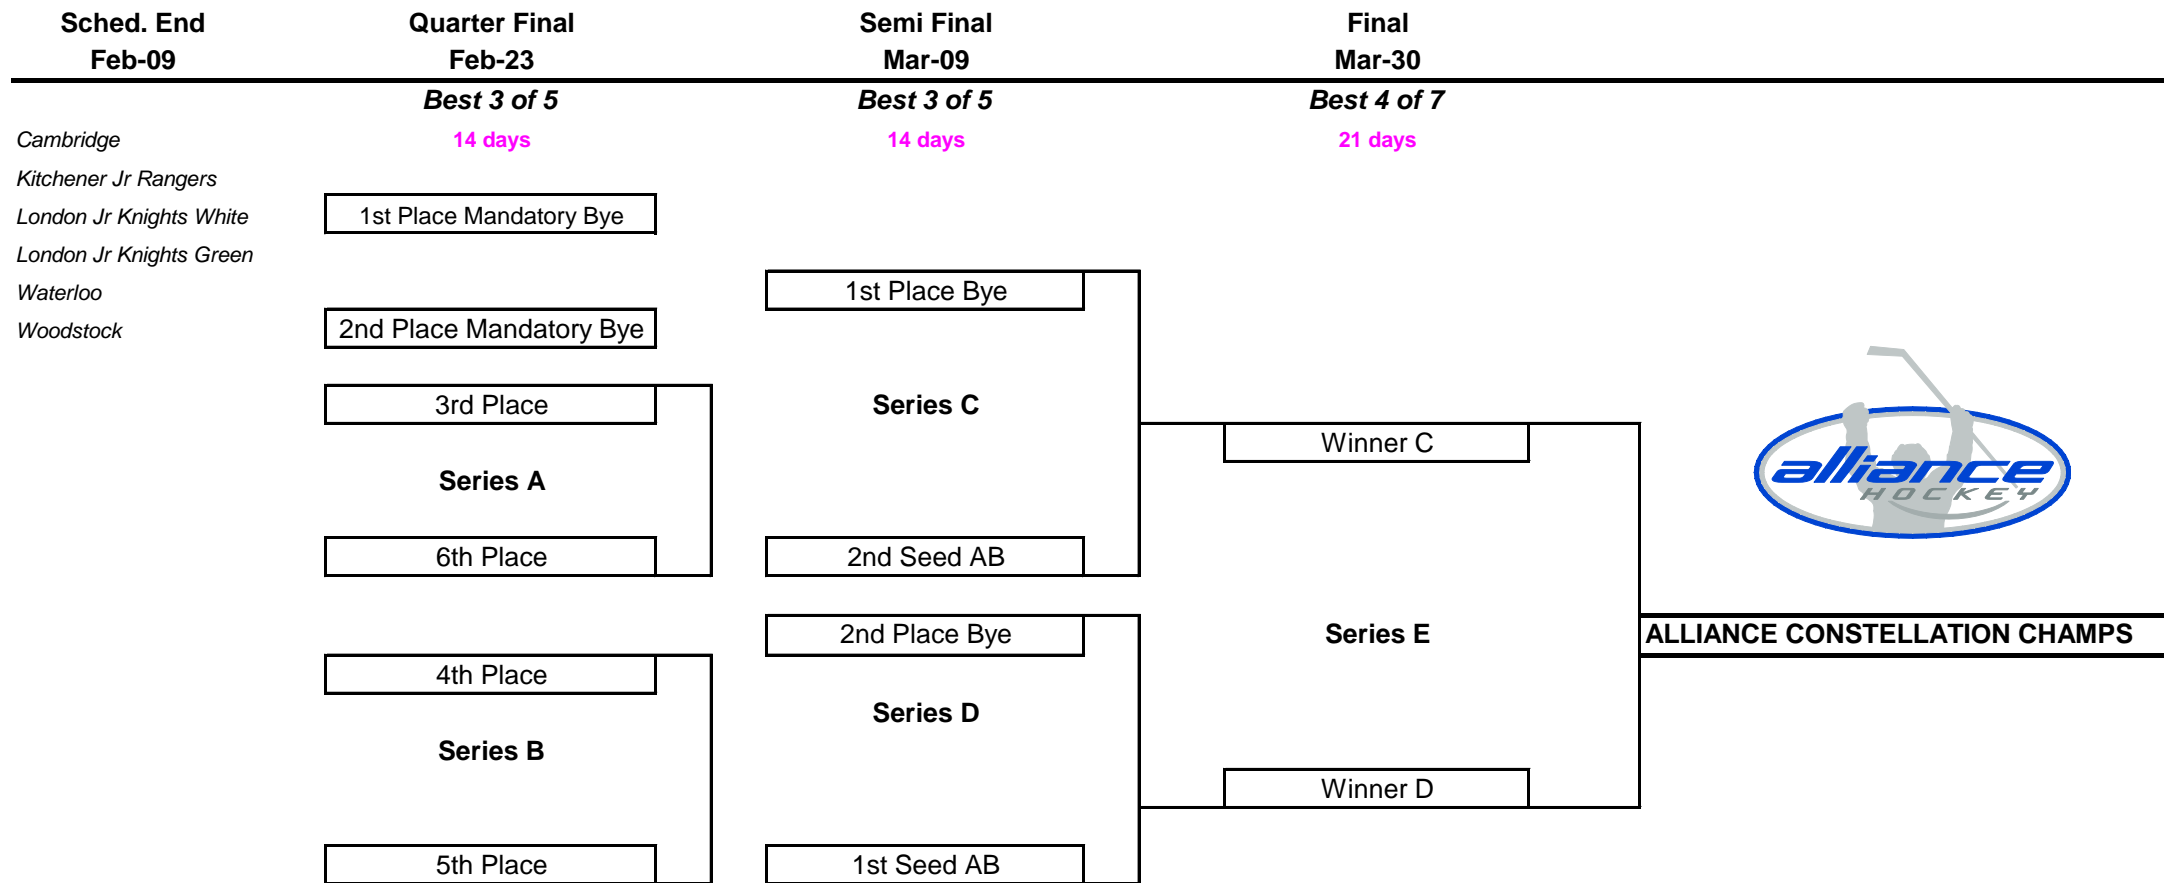 Sched. End Quarter Final Semi Final Final
Feb-09 Feb-23 Mar-09 Mar-30
Best 3 of 5 Best 3 of 5 Best 4 of 7
Cambridge 14 days 14 days 21 days
Kitchener Jr Rangers
London Jr Knights White 1st Place Mandatory Bye
London Jr Knights Green
Waterloo 1st Place Bye
Woodstock 2nd Place Mandatory Bye
3rd Place Series C
Winner C
alliance
Series A
HOCKEY
6th Place 2nd Seed AB
2nd Place Bye Series E ALLIANCE CONSTELLATION CHAMPS
4th Place
Series D
Series B
Winner D
5th Place 1st Seed AB